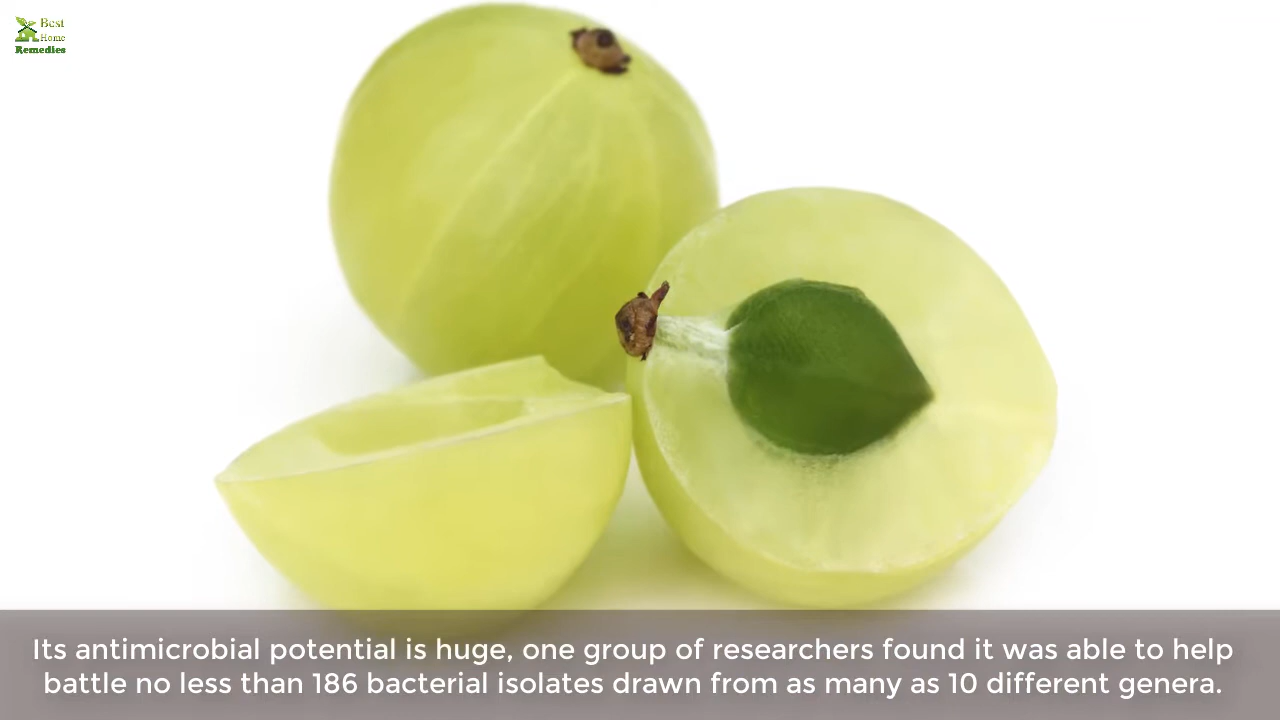 Best
Home
Remedies
Its antimicrobial potential is huge, one group of researchers found it was able to help
battle no less than 186 bacterial isolates drawn from as many as 10 different genera.